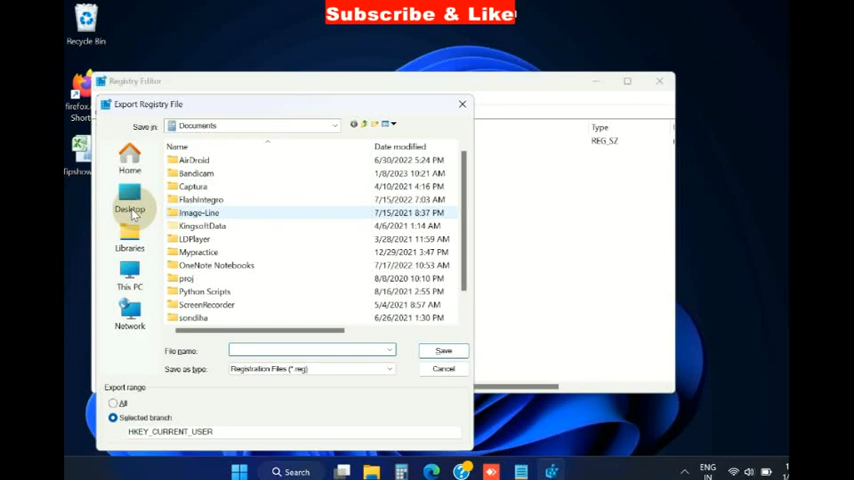 Subscribe & Like
Recycle Bin
Registry Editor
Export Registry File
Save in:
Documents
Type
REG_SZ
Name
Date modified
AirDroid
6/30/2022 5:24 PM
Bandicam
1/8/2023 10:21 AM
Captura
4/10/2021 4:16 PM
FlashIntegro
7/15/2022 7:03 AM
Image-Line
7/15/2021 8:37 PM
KingsoftData
4/6/2021 1:14 AM
LDPlayer
3/28/2021 11:59 AM
Mypractice
12/29/2021 3:47 PM
OneNote Notebooks
7/17/2022 10:53 AM
proj
8/8/2020 10:10 PM
Python Scripts
8/16/2021 2:55 PM
ScreenRecorder
5/4/2021 8:57 AM
sondiha
6/26/2021 1:30 PM
Home
Desktop
Libraries
This PC
Network
File name:
Save
Save as type:
Registration Files (*.reg)
Cancel
Export range
All
Selected branch
HKEY_CURRENT_USER
Search
ENG
IN